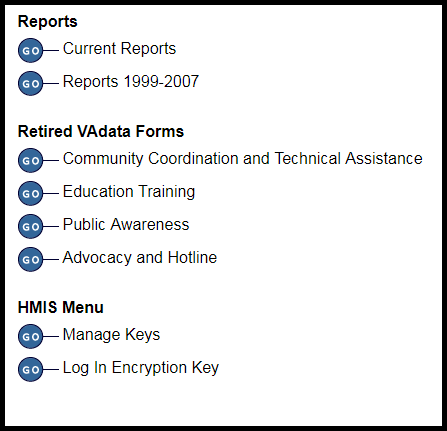 Reports
GO Current Reports
GO Reports 1999-2007
Retired VAdata Forms
GO Community Coordination and Technical Assistance
GO Education Training
GO Public Awareness
GO Advocacy and Hotline
HMIS Menu
GO Manage Keys
GO Log In Encryption Key